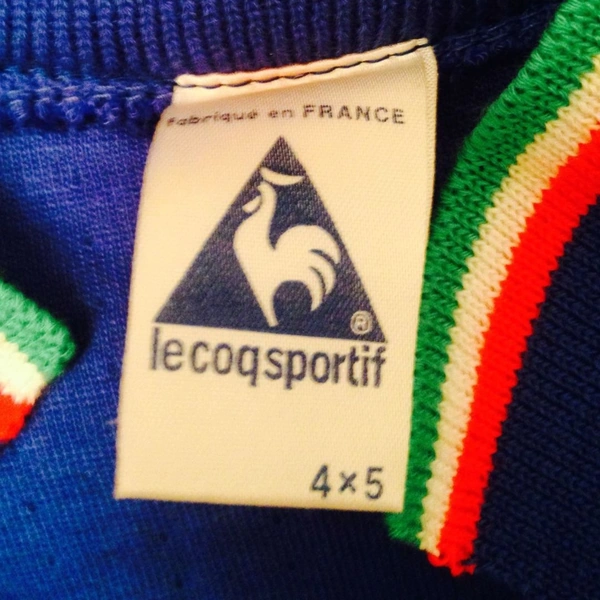 Fabriqué en FRANCE
®
lecoqsportif
4×5